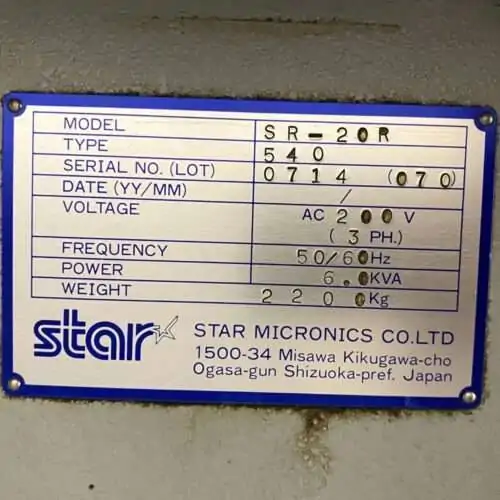 MODEL SR-20R
TYPE 540
SERIAL NO. (LOT) 0714 (070)
DATE (YY/MM) /
VOLTAGE AC 200 V
(3 PH.)
FREQUENCY 50/60Hz
POWER 6.0KVA
WEIGHT 2200Kg
star STAR MICRONICS CO.LTD
1500-34 Misawa Kikugawa-cho
Ogasa-gun Shizuoka-pref. Japan